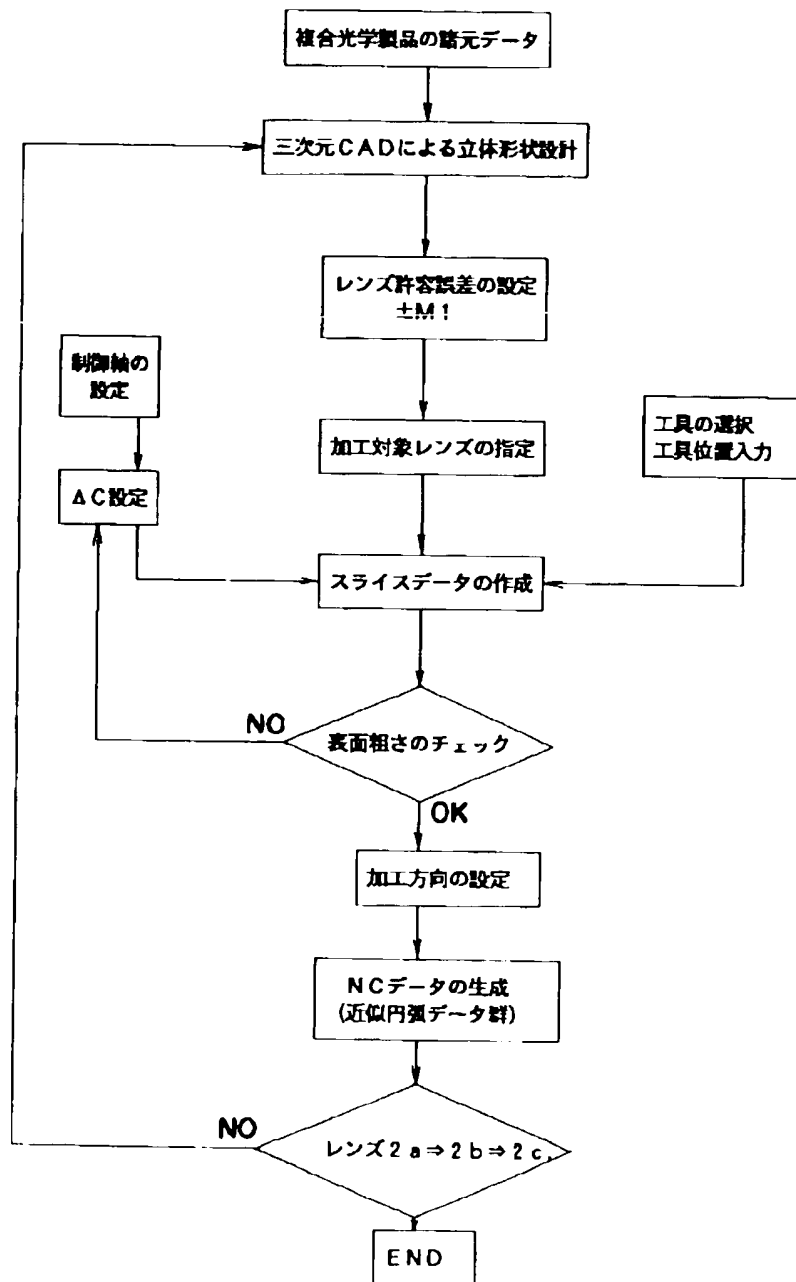 複合光学製品の諸元データ
三次元CADによる立体形状設計
レンズ許容誤差の設定
±M1
制御軸の
設定
加工対象レンズの指定
工具の選択
工具位置入力
ΔC設定
スライスデータの作成
NO
表面粗さのチェック
OK
加工方向の設定
NCデータの生成
(近似円弧データ群)
NO
レンズ2a⇒2b⇒2c,
END